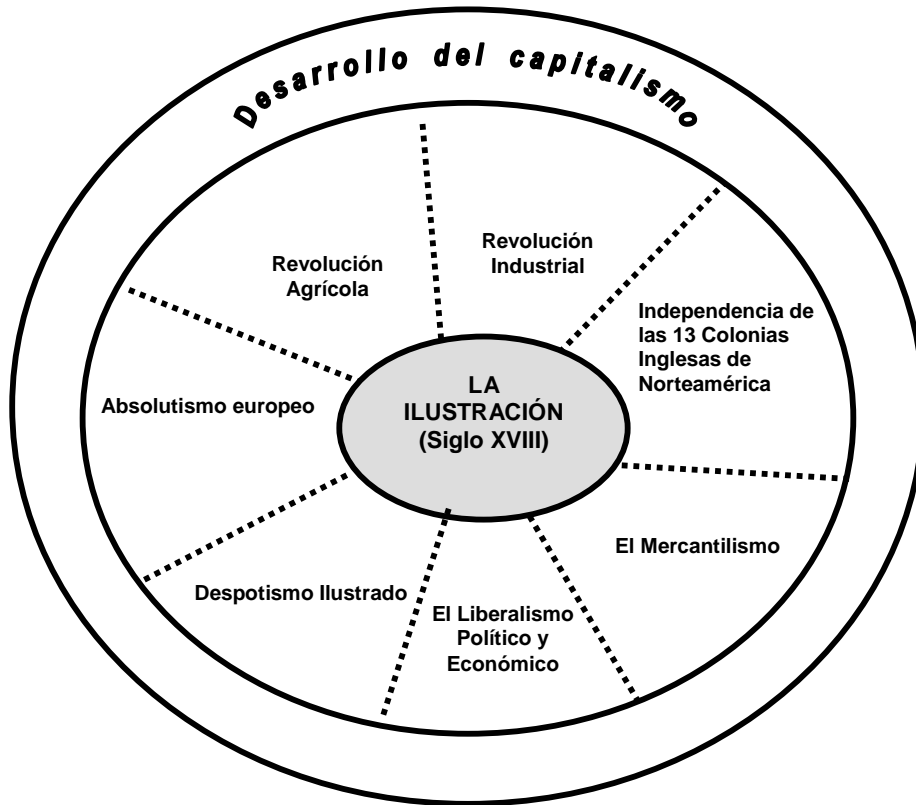 Desarrollo del capitalismo
Revolución
Agrícola
Revolución
Industrial
Independencia de
las 13 Colonias
Inglesas de
Norteamérica
Absolutismo europeo
LA
ILUSTRACIÓN
(Siglo XVIII)
El Mercantilismo
Despotismo Ilustrado
El Liberalismo
Político y
Económico